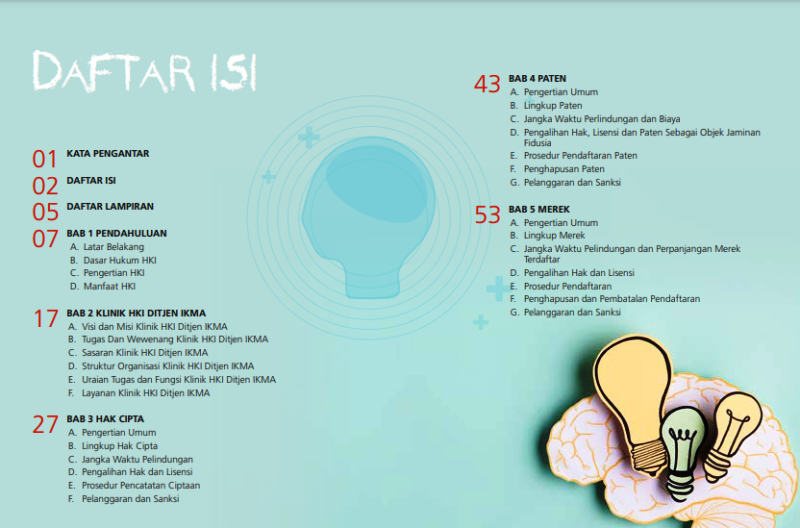 DAFTAR ISI
01 KATA PENGANTAR
02 DAFTAR ISI
05 DAFTAR LAMPIRAN
07 BAB 1 PENDAHULUAN
A. Latar Belakang
B. Dasar Hukum HKI
C. Pengertian HKI
D. Manfaat HKI
17 BAB 2 KLINIK HKI DITJEN IKMA
A. Visi dan Misi Klinik HKI Ditjen IKMA
B. Tugas Dan Wewenang Klinik HKI Ditjen IKMA
C. Sasaran Klinik HKI Ditjen IKMA
D. Struktur Organisasi Klinik HKI Ditjen IKMA
E. Uraian Tugas dan Fungsi Klinik HKI Ditjen IKMA
F. Layanan Klinik HKI Ditjen IKMA
27 BAB 3 HAK CIPTA
A. Pengertian Umum
B. Lingkup Hak Cipta
C. Jangka Waktu Pelindungan
D. Pengalihan Hak dan Lisensi
E. Prosedur Pencatatan Ciptaan
F. Pelanggaran dan Sanksi
43 BAB 4 PATEN
A. Pengertian Umum
B. Lingkup Paten
C. Jangka Waktu Perlindungan dan Biaya
D. Pengalihan Hak, Lisensi dan Paten Sebagai Objek Jaminan
Fidusia
E. Prosedur Pendaftaran Paten
F. Penghapusan Paten
G. Pelanggaran dan Sanksi
53 BAB 5 MEREK
A. Pengertian Umum
B. Lingkup Merek
C. Jangka Waktu Pelindungan dan Perpanjangan Merek
Terdaftar
D. Pengalihan Hak dan Lisensi
E. Prosedur Pendaftaran
F. Penghapusan dan Pembatalan Pendaftaran
G. Pelanggaran dan Sanksi